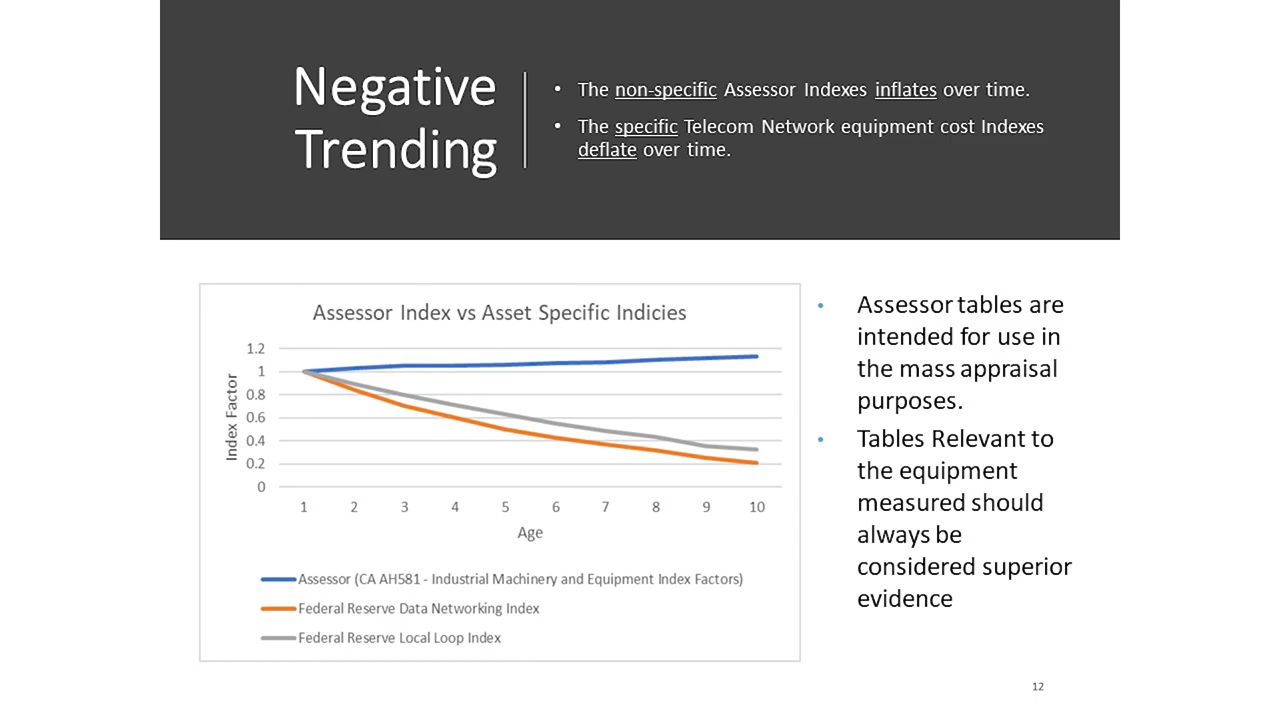 Negative
Trending
• The non-specific Assessor Indexes inflates over time.
• The specific Telecom Network equipment cost Indexes
deflate over time.
Assessor Index vs Asset Specific Indicies
Index Factor
1.2
1
0.8
0.6
0.4
0.2
0
1 2 3 4 5 6 7 8 9 10
Age
Assessor (CA AH581 - Industrial Machinery and Equipment Index Factors)
Federal Reserve Data Networking Index
Federal Reserve Local Loop Index
• Assessor tables are
intended for use in
the mass appraisal
purposes.
• Tables Relevant to
the equipment
measured should
always be
considered superior
evidence
12